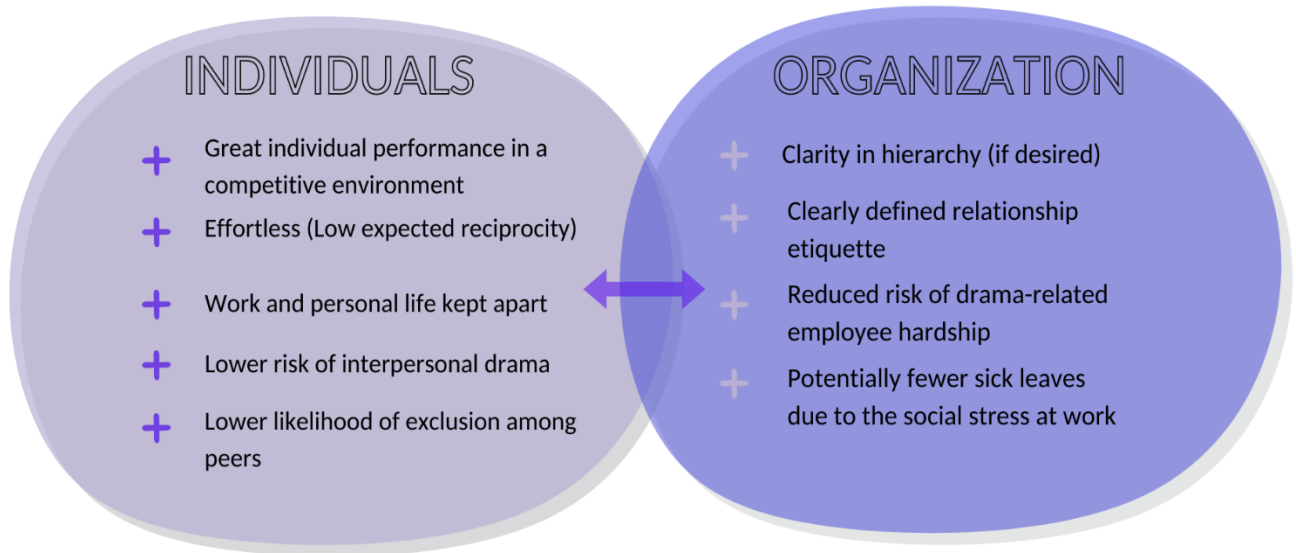 INDIVIDUALS
Great individual performance in a
competitive environment
Effortless (Low expected reciprocity)
Work and personal life kept apart
Lower risk of interpersonal drama
Lower likelihood of exclusion among
peers
ORGANIZATION
Clarity in hierarchy (if desired)
Clearly defined relationship
etiquette
Reduced risk of drama-related
employee hardship
Potentially fewer sick leaves
due to the social stress at work